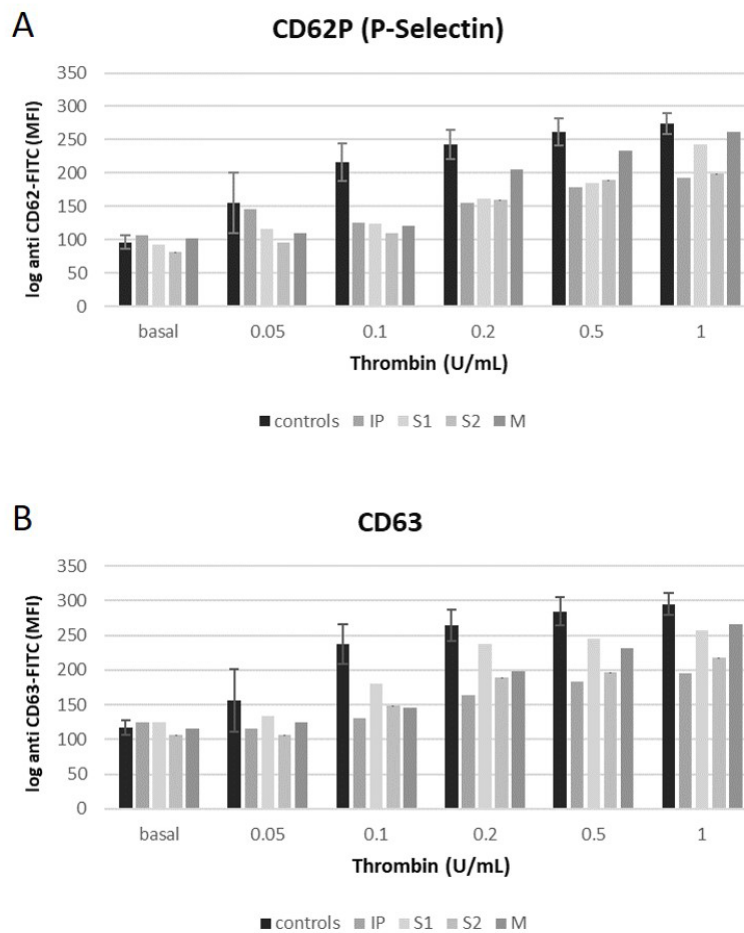 A
CD62P (P-Selectin)
log anti CD62-FITC (MFI)
350
300
250
200
150
100
50
0
basal 0.05 0.1 0.2 0.5 1
Thrombin (U/mL)
controls IP S1 S2 M
B
CD63
log anti CD63-FITC (MFI)
350
300
250
200
150
100
50
0
basal 0.05 0.1 0.2 0.5 1
Thrombin (U/mL)
controls IP S1 S2 M